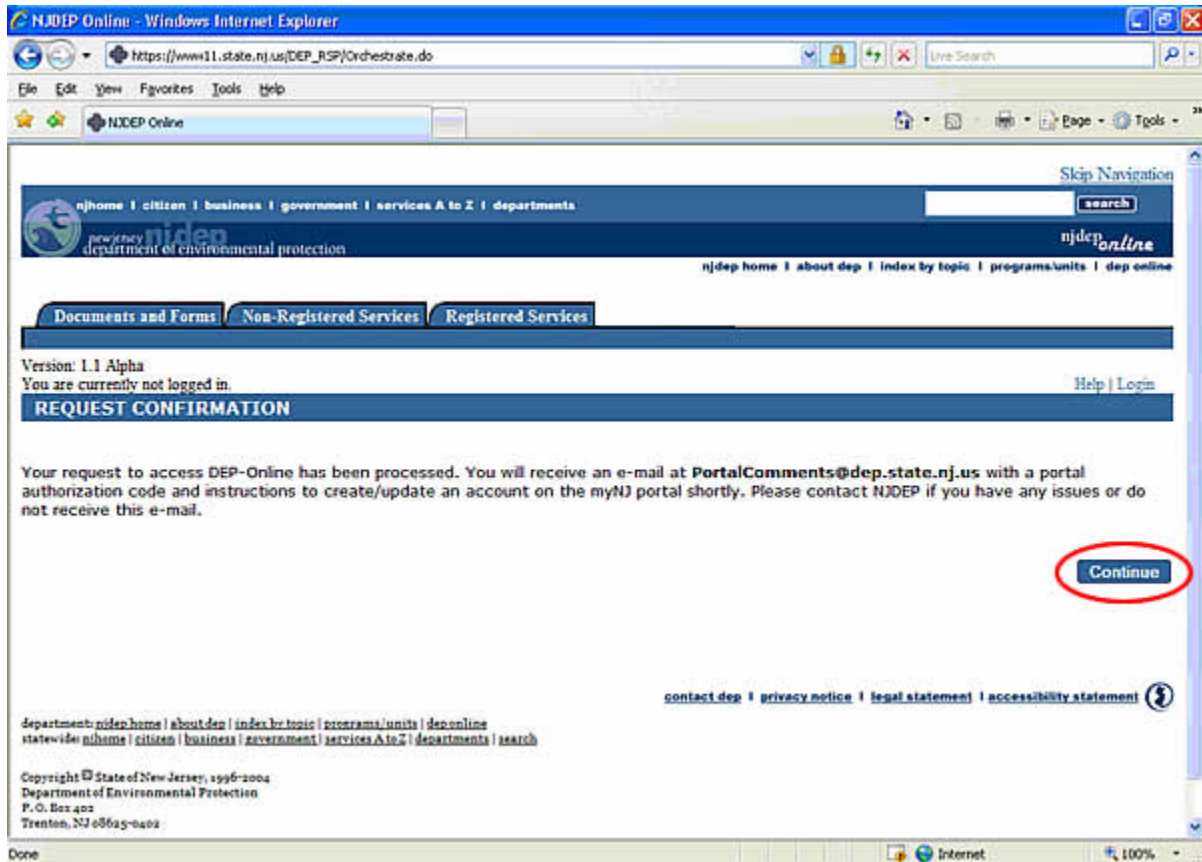 NJDEP Online - Windows Internet Explorer
https://www11.state.nj.us/DEP_RSP/Orchestrate.do
Live Search
File Edit View Favorites Tools Help
NJDEP Online
Page Tools
Skip Navigation
njhome | citizen | business | government | services A to Z | departments
search
new jersey njdep
department of environmental protection
njdep online
njdep home | about dep | index by topic | programs/units | dep online
Documents and Forms Non-Registered Services Registered Services
Version: 1.1 Alpha
You are currently not logged in.
Help | Login
REQUEST CONFIRMATION
Your request to access DEP-Online has been processed. You will receive an e-mail at PortalComments@dep.state.nj.us with a portal
authorization code and instructions to create/update an account on the myNJ portal shortly. Please contact NJDEP if you have any issues or do
not receive this e-mail.
Continue
contact dep | privacy notice | legal statement | accessibility statement
department: njdep home | about dep | index by topic | programs/units | dep online
statewide: njhome | citizen | business | government | services A to Z | departments | search
Copyright © State of New Jersey, 1996-2004
Department of Environmental Protection
P. O. Box 402
Trenton, NJ 08625-0402
Done
Internet
100%